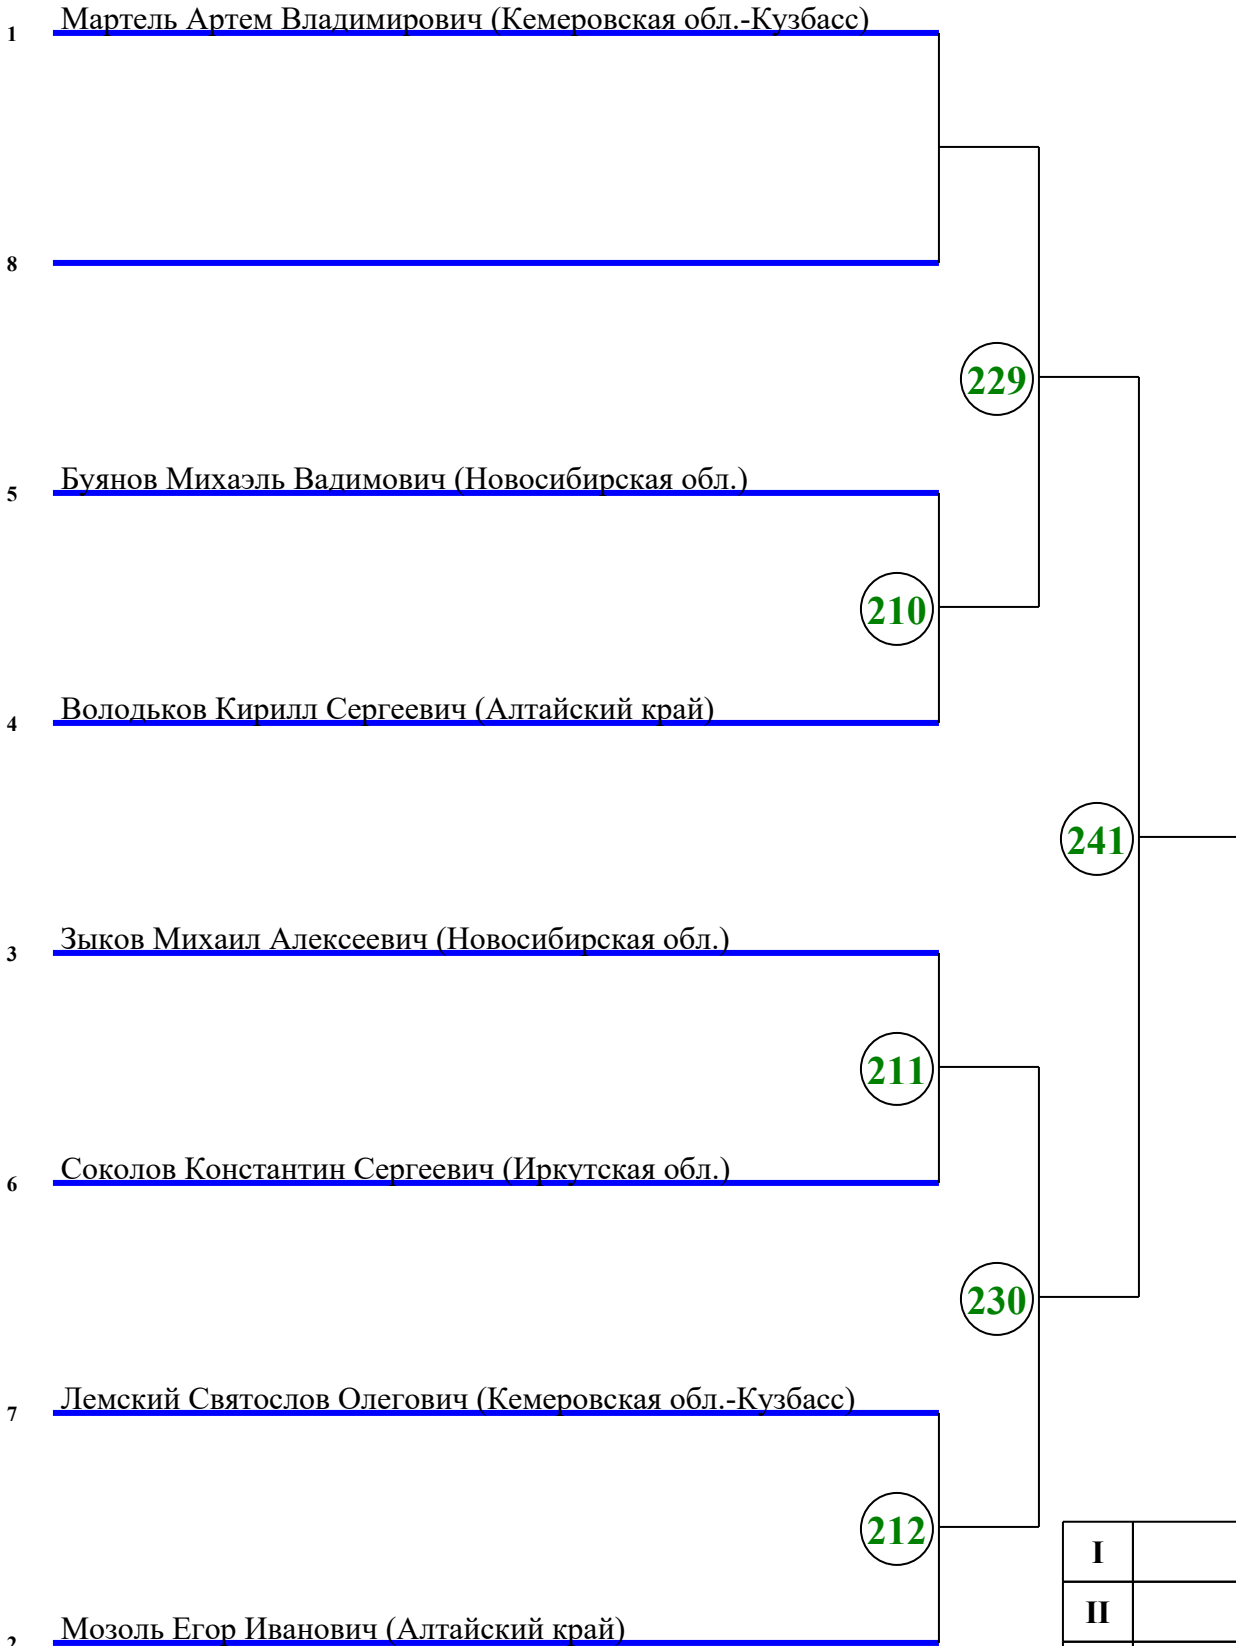 1 Мартель Артем Владимирович (Кемеровская обл.-Кузбасс)
8
229
5 Буянов Михаэль Вадимович (Новосибирская обл.)
210
4 Володьков Кирилл Сергеевич (Алтайский край)
241
3 Зыков Михаил Алексеевич (Новосибирская обл.)
211
6 Соколов Константин Сергеевич (Иркутская обл.)
230
7 Лемский Святослов Олегович (Кемеровская обл.-Кузбасс)
212
I
II
2 Мозоль Егор Иванович (Алтайский край)